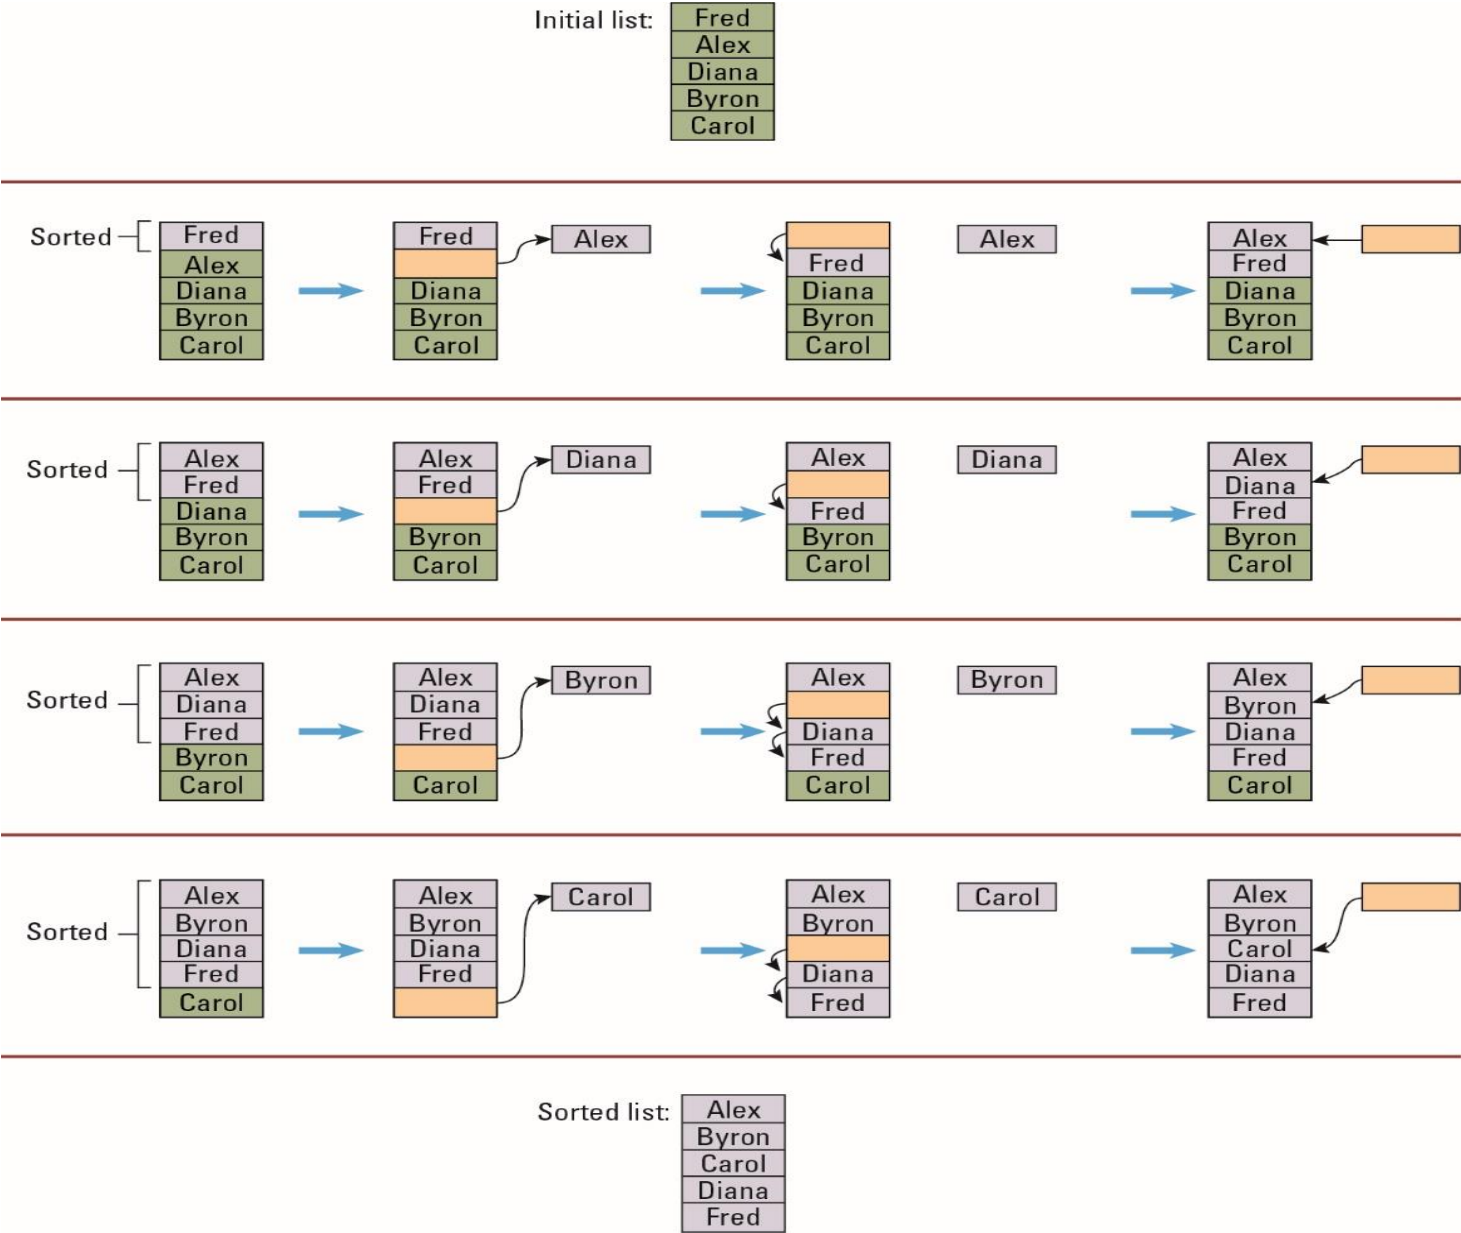 Initial list:
Fred
Alex
Diana
Byron
Carol
Sorted
Fred
Alex
Diana
Byron
Carol
Fred
Diana
Byron
Carol
Alex
Fred
Diana
Byron
Carol
Alex
Alex
Fred
Diana
Byron
Carol
Sorted
Alex
Fred
Diana
Byron
Carol
Alex
Fred
Byron
Carol
Diana
Alex
Fred
Byron
Carol
Diana
Alex
Diana
Fred
Byron
Carol
Sorted
Alex
Diana
Fred
Byron
Carol
Alex
Diana
Fred
Carol
Byron
Alex
Diana
Fred
Carol
Byron
Alex
Byron
Diana
Fred
Carol
Sorted
Alex
Byron
Diana
Fred
Carol
Alex
Byron
Diana
Fred
Carol
Alex
Byron
Diana
Fred
Carol
Alex
Byron
Carol
Diana
Fred
Sorted list:
Alex
Byron
Carol
Diana
Fred